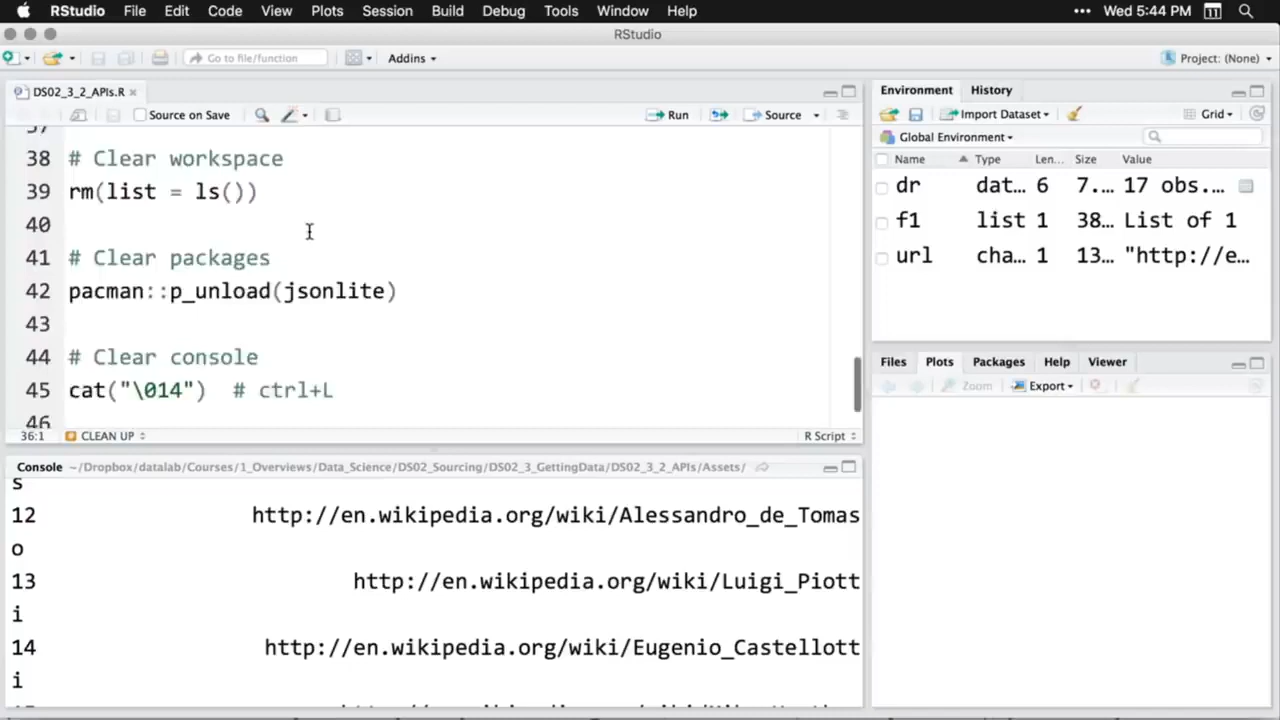 RStudio File Edit Code View Plots Session Build Debug Tools Window Help ••• Wed 5:44 PM 11
RStudio
Go to file/function Addins Project: (None)
DS02_3_2_APIs.R
Source on Save Run Source
37
38 # Clear workspace
39 rm(list = ls())
40
41 # Clear packages
42 pacman::p_unload(jsonlite)
43
44 # Clear console
45 cat("\014") # ctrl+L
46
36:1 CLEAN UP R Script
Console ~/Dropbox/datalab/Courses/1_Overviews/Data_Science/DS02_Sourcing/DS02_3_GettingData/DS02_3_2_APIs/Assets/
s
12 http://en.wikipedia.org/wiki/Alessandro_de_Tomas
o
13 http://en.wikipedia.org/wiki/Luigi_Piott
i
14 http://en.wikipedia.org/wiki/Eugenio_Castellott
i
Environment History
Import Dataset Grid
Global Environment
Name Type Len... Size Value
dr dat... 6 7.... 17 obs....
f1 list 1 38... List of 1
url cha... 1 13... "http://e...
Files Plots Packages Help Viewer
Zoom Export